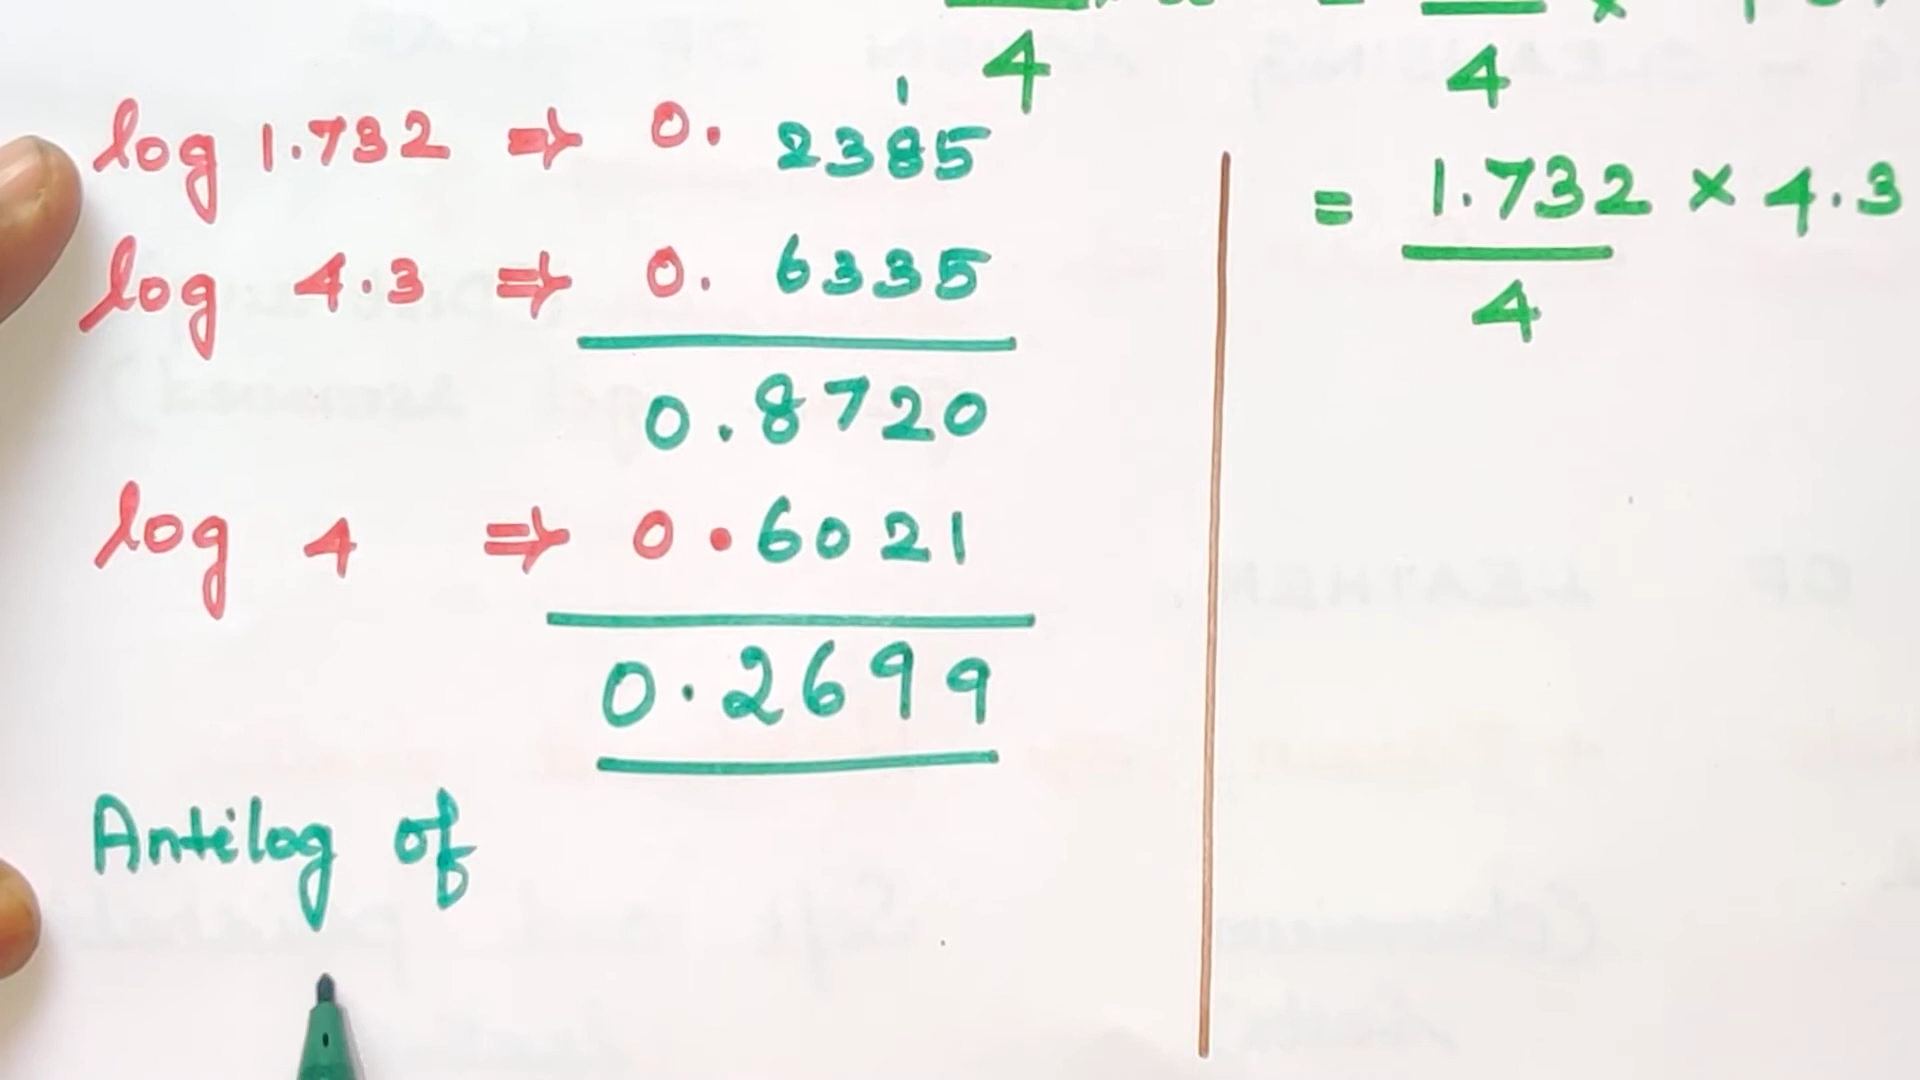 4
4
log 1.732 ⇒ 0.2385
1
= 1.732 × 4.3
4
log 4.3 ⇒ 0.6335
0.8720
log 4 ⇒ 0.6021
0.2699
Antilog of